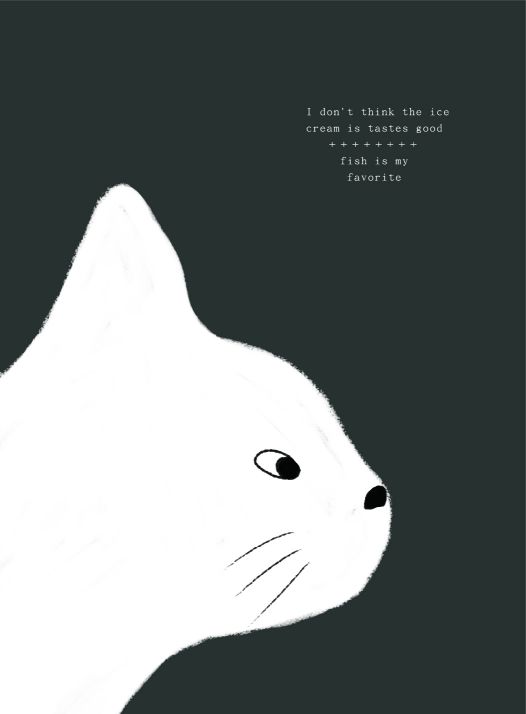 I don't think the ice
cream is tastes good
++++++++
fish is my
favorite